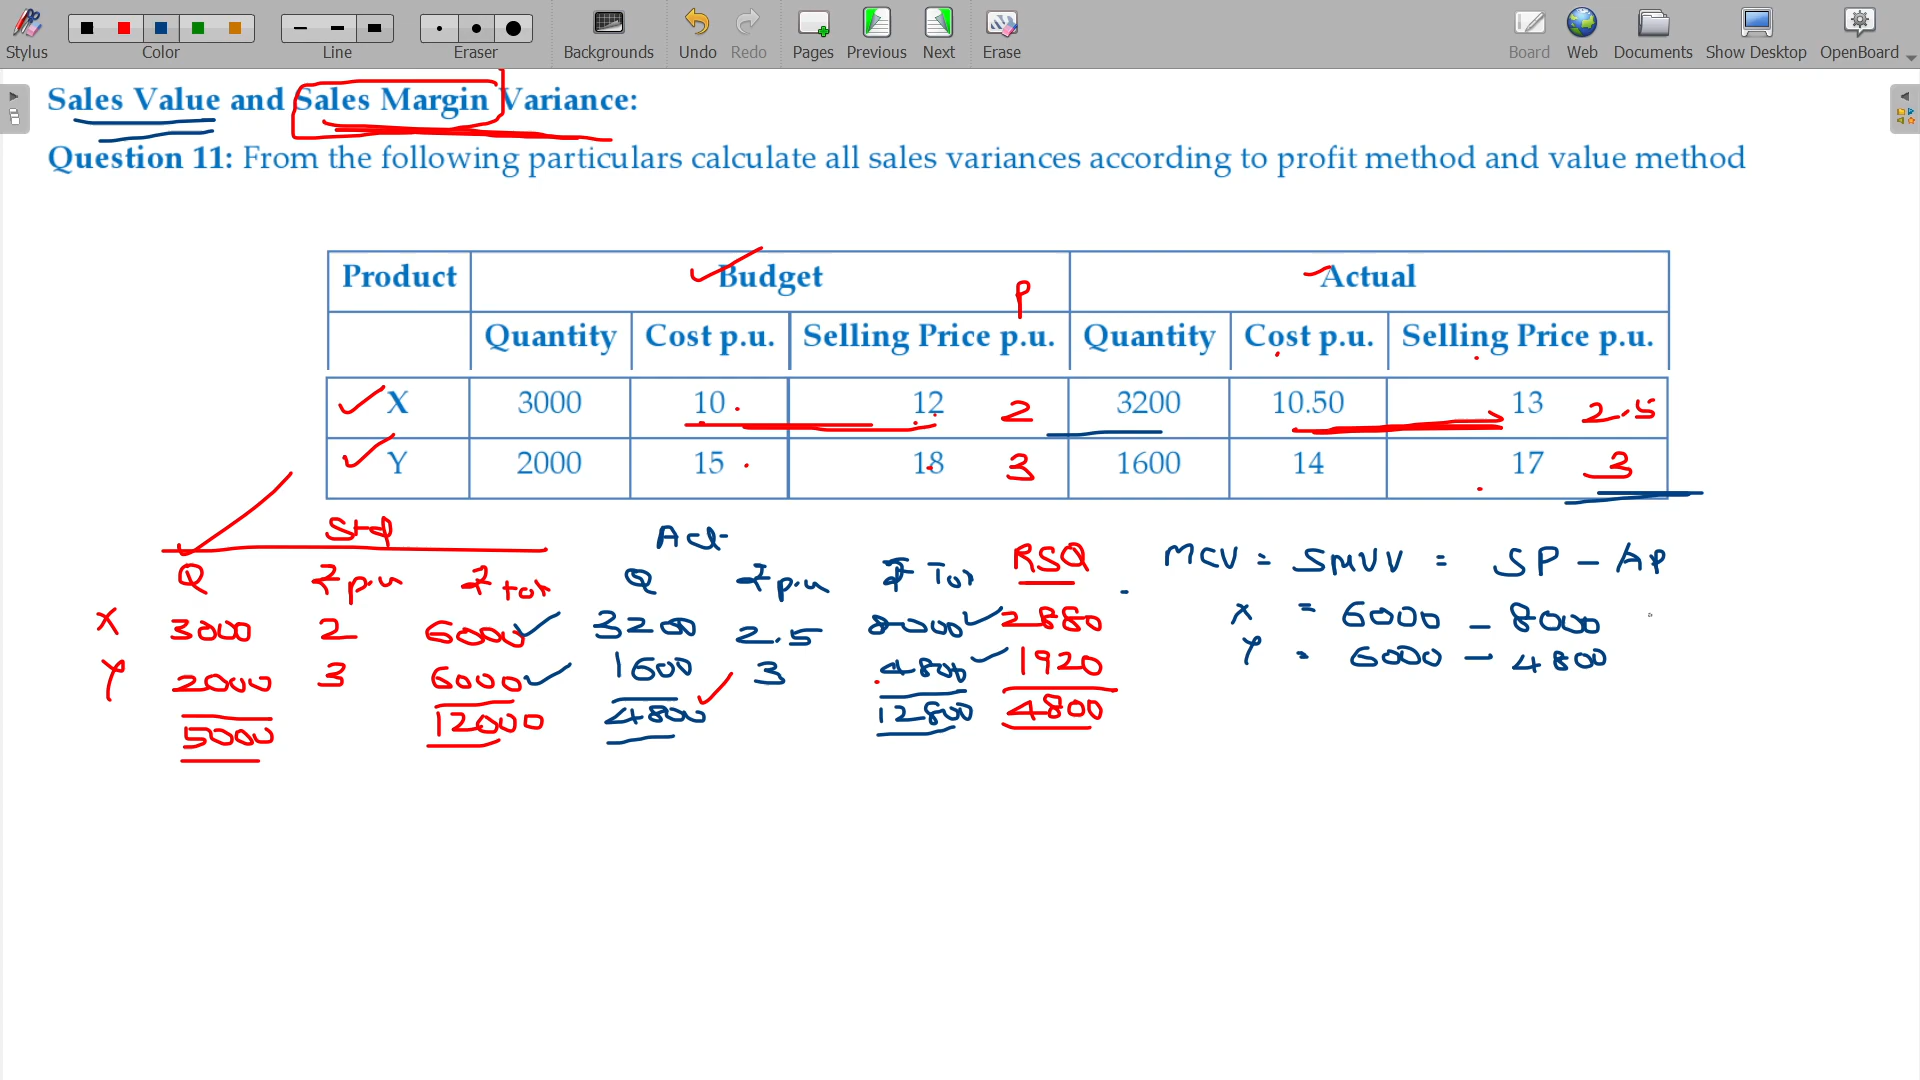 Stylus Color Line Eraser Backgrounds Undo Redo Pages Previous Next Erase Board Web Documents Show Desktop OpenBoard
Sales Value and Sales Margin Variance:
Question 11: From the following particulars calculate all sales variances according to profit method and value method
Product Budget Actual
P
Quantity Cost p.u. Selling Price p.u. Quantity Cost p.u. Selling Price p.u.
X 3000 10 12 2 3200 10.50 13 2.5
Y 2000 15 18 3 1600 14 17 3
Std Act RSQ MCV = SMVV = SP - AP
Q ₹ p.u ₹ tot Q ₹ p.u ₹ Tot
X 3000 2 6000 3200 2.5 8000 2880 X = 6000 - 8000
Y 2000 3 6000 1600 3 4800 1920 Y = 6000 - 4800
5000 12000 4800 12800 4800